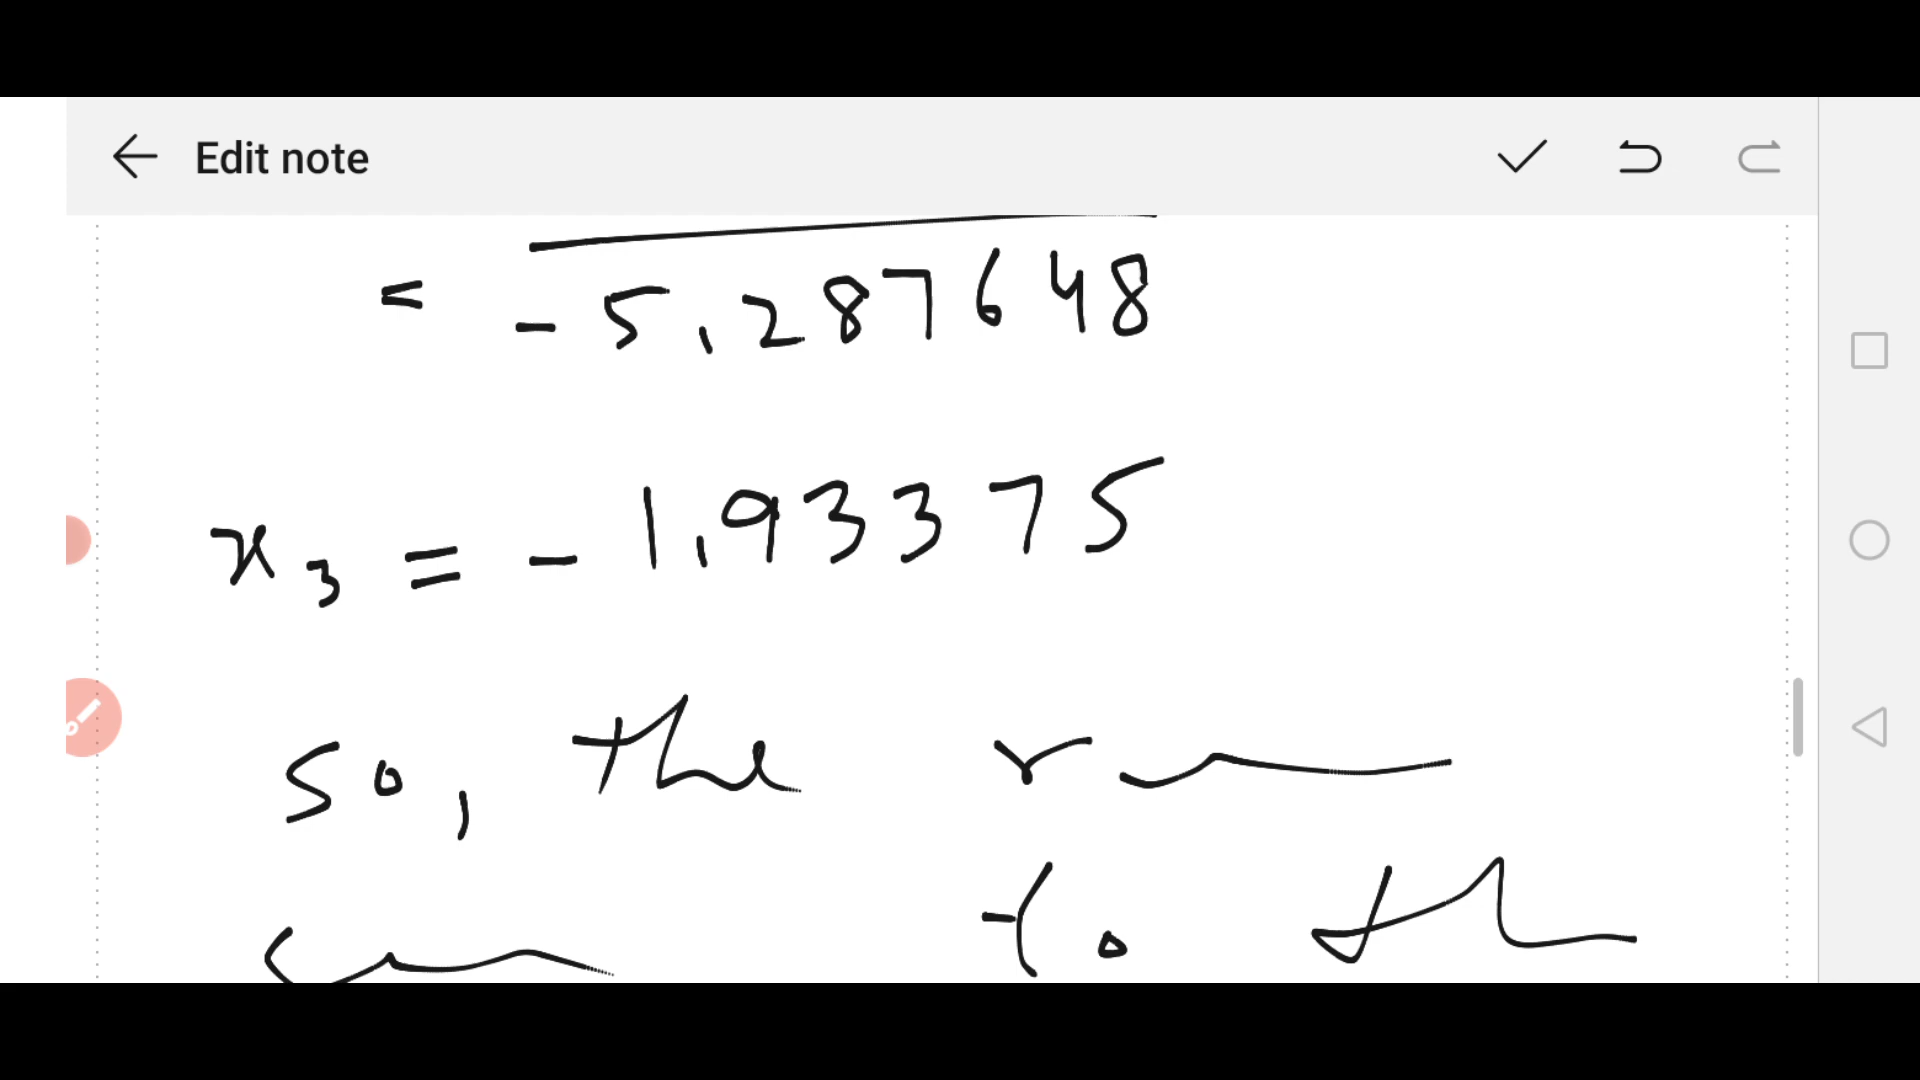 Edit note
= -5.287648
x3 = -1.93375
so, the
to the